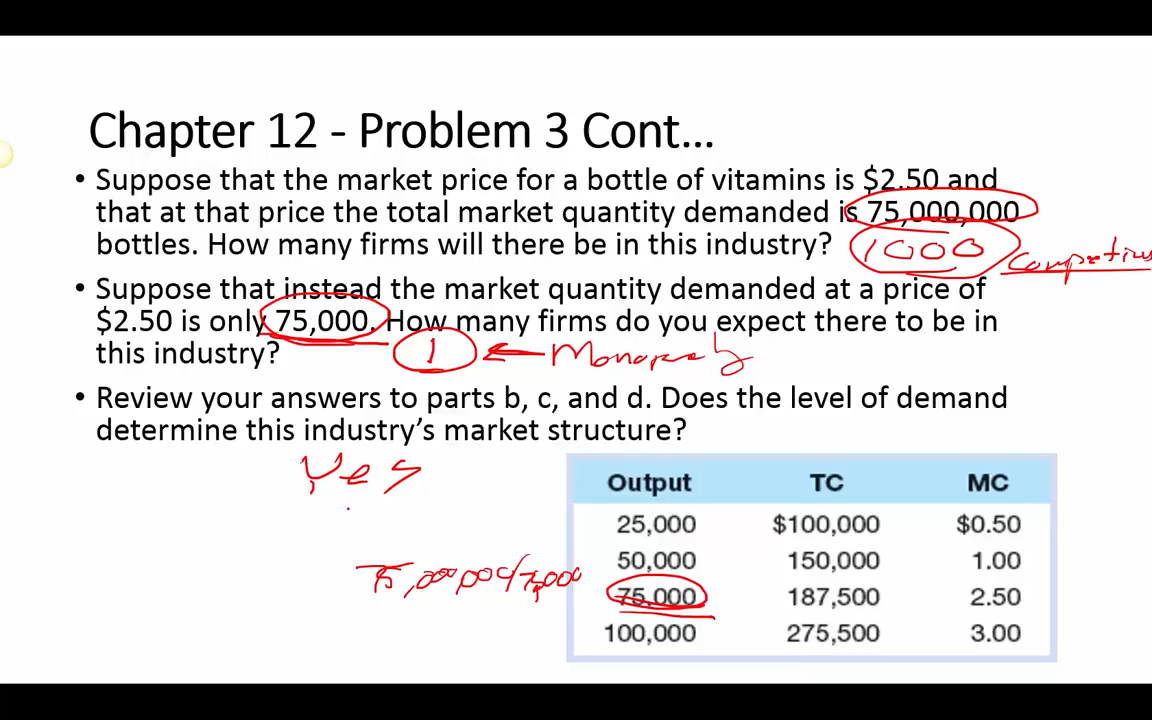 Chapter 12 - Problem 3 Cont...
• Suppose that the market price for a bottle of vitamins is $2.50 and
that at that price the total market quantity demanded is 75,000,000
bottles. How many firms will there be in this industry? 1000
• Suppose that instead the market quantity demanded at a price of
$2.50 is only 75,000. How many firms do you expect there to be in
this industry? 1
• Review your answers to parts b, c, and d. Does the level of demand
determine this industry's market structure?
Yes
Output TC MC
25,000 $100,000 $0.50
50,000 150,000 1.00
75,000 187,500 2.50
100,000 275,500 3.00
75,000,000/75,000